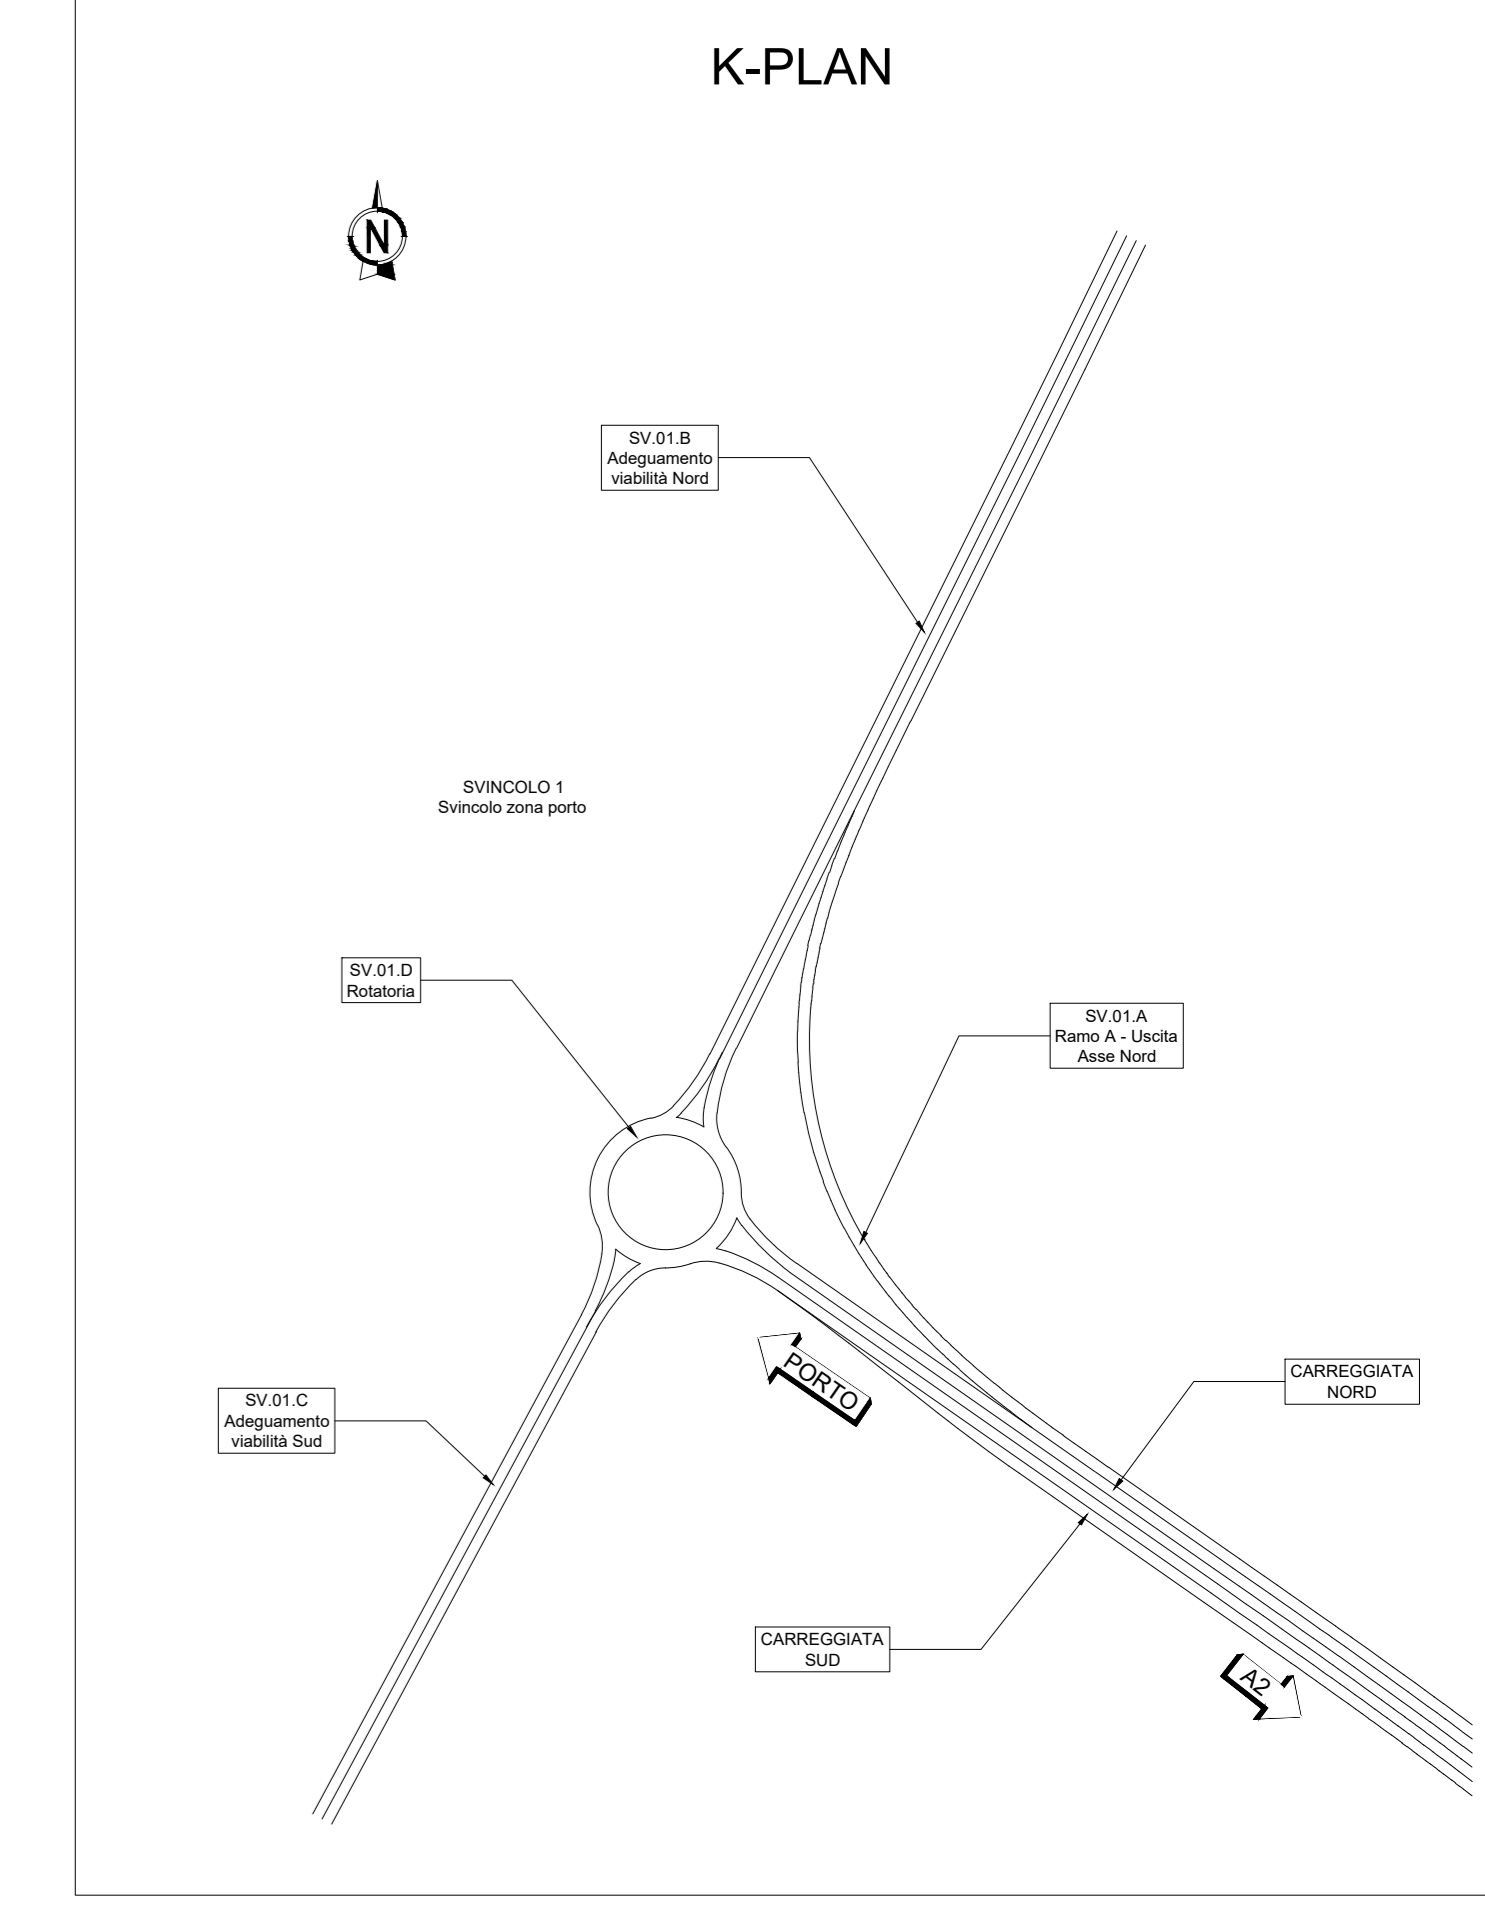 K-PLAN
N
SV.01.B
Adeguamento
viabilità Nord
SVINCOLO 1
Svincolo zona porto
SV.01.D
Rotatoria
SV.01.A
Ramo A - Uscita
Asse Nord
PORTO
CARREGGIATA
NORD
SV.01.C
Adeguamento
viabilità Sud
CARREGGIATA
SUD
A2